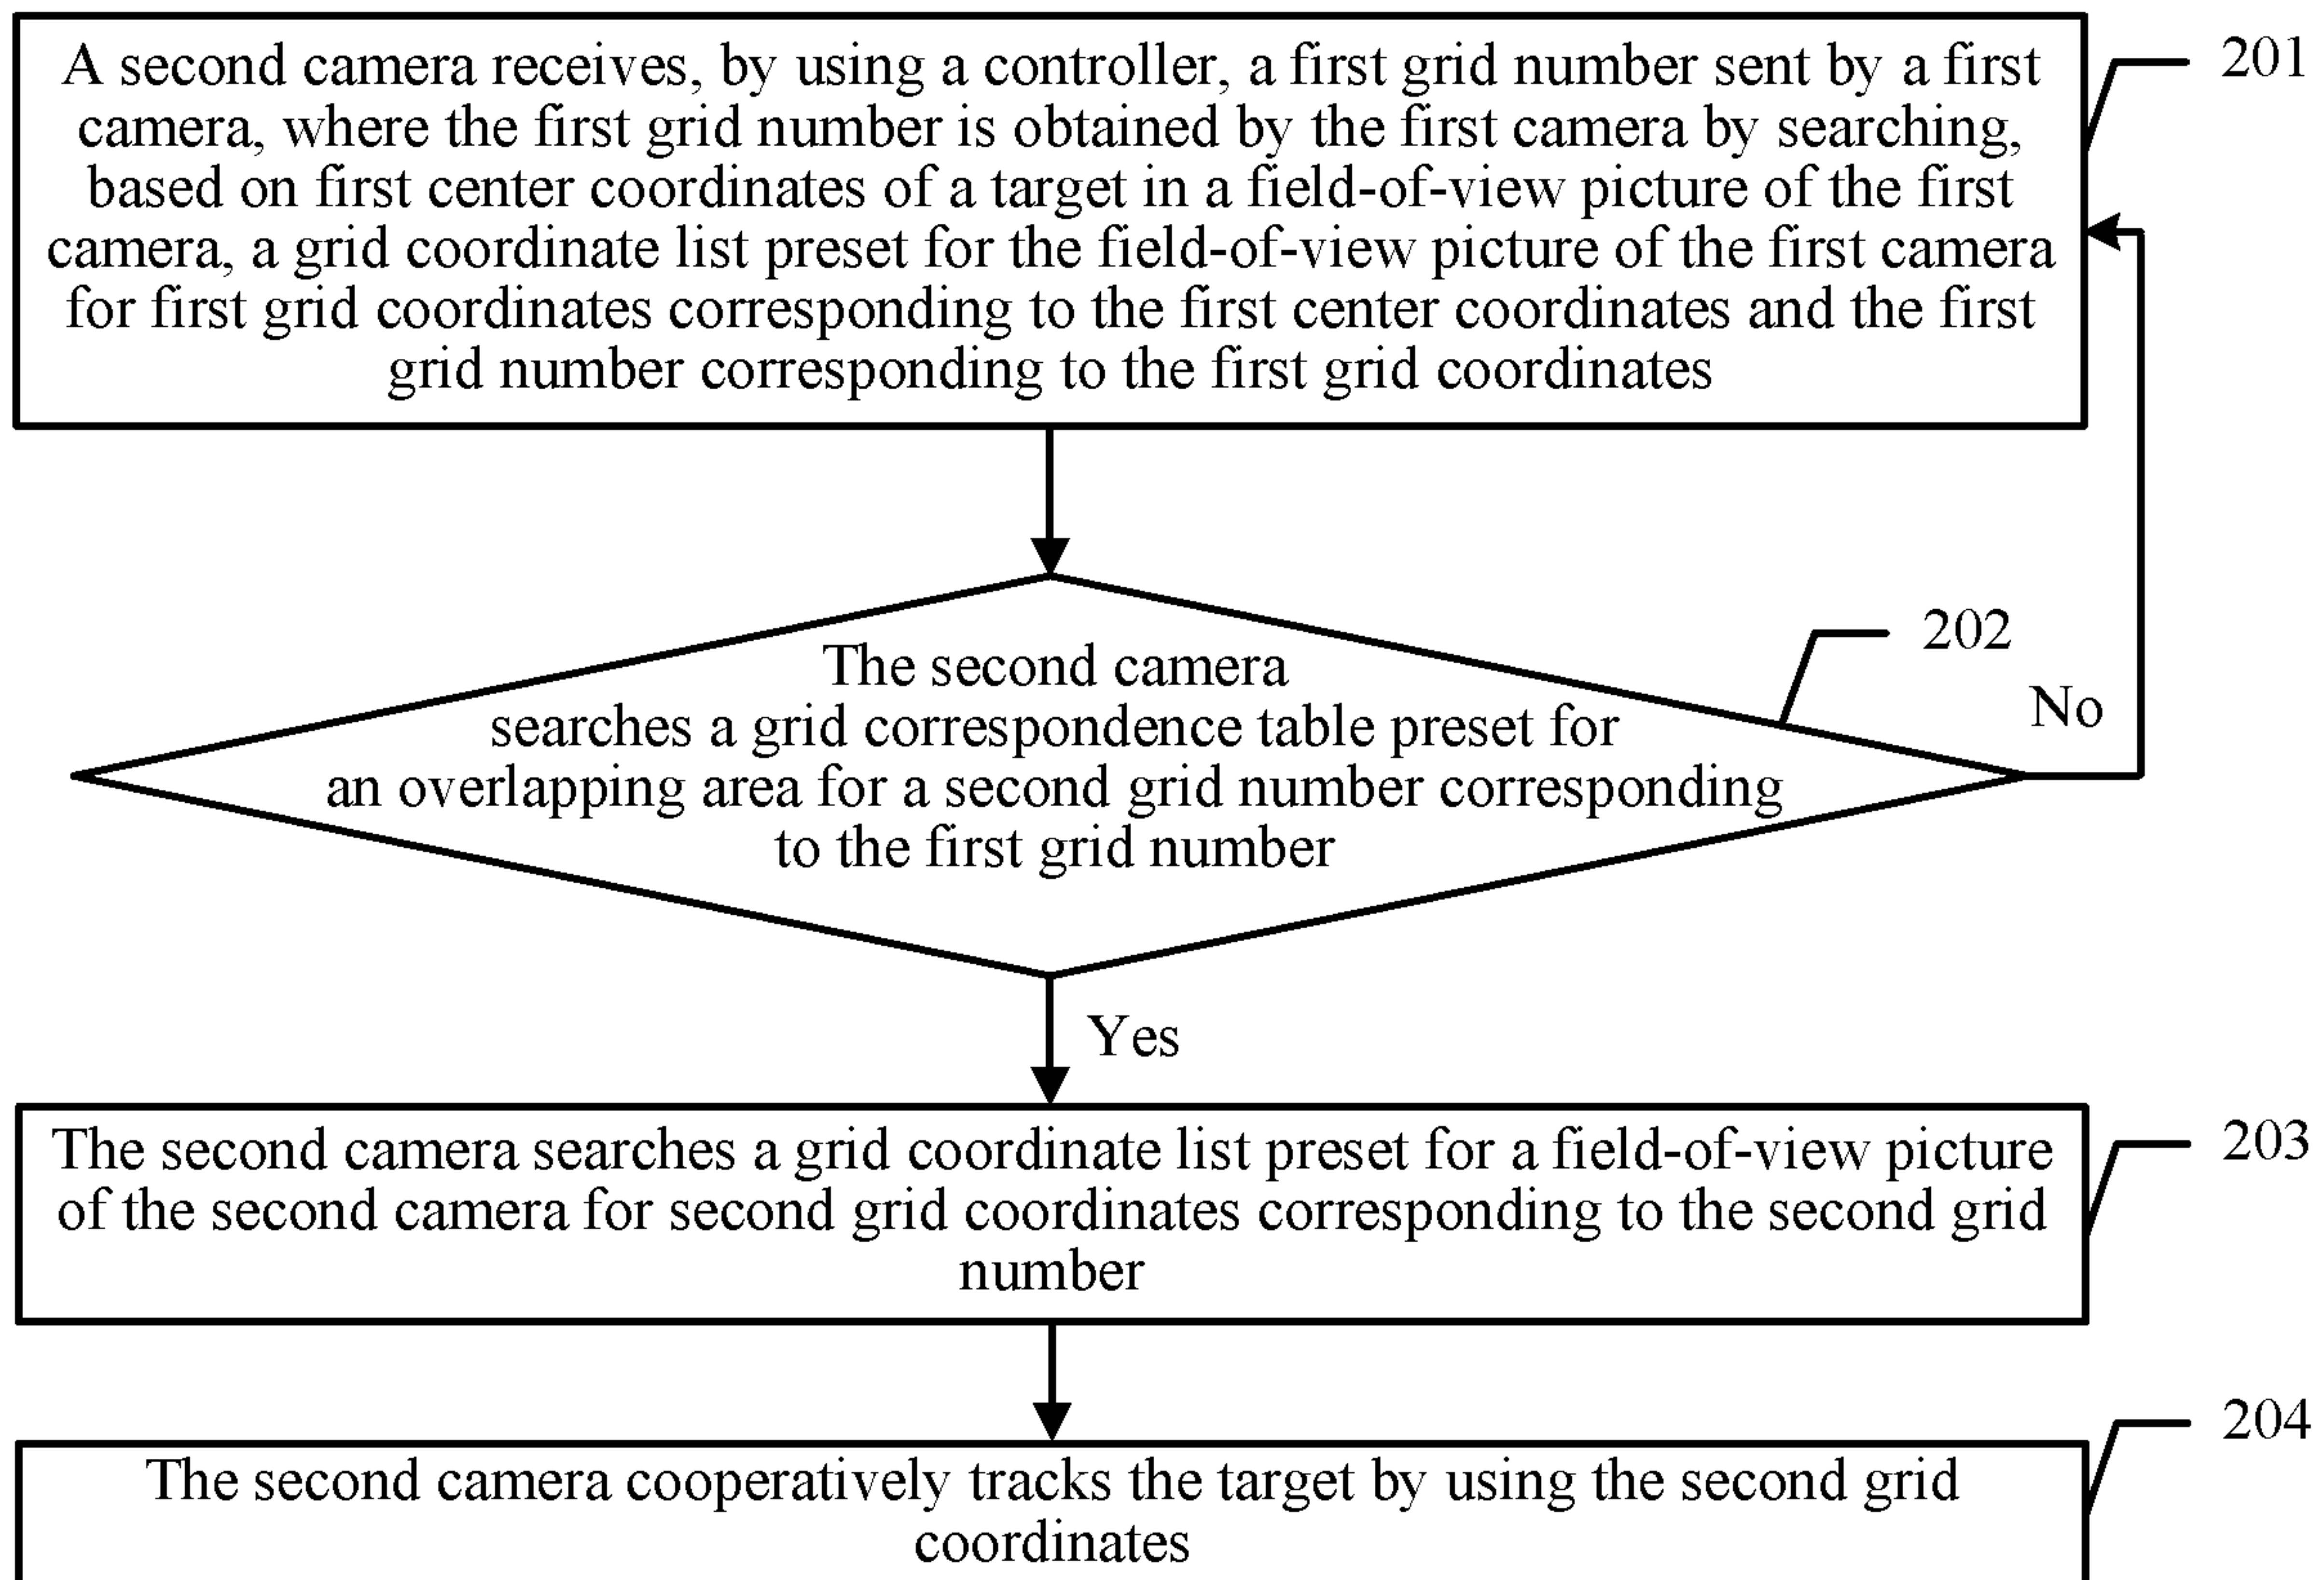 A second camera receives, by using a controller, a first grid number sent by a first
camera, where the first grid number is obtained by the first camera by searching,
based on first center coordinates of a target in a field-of-view picture of the first
camera, a grid coordinate list preset for the field-of-view picture of the first camera
for first grid coordinates corresponding to the first center coordinates and the first
grid number corresponding to the first grid coordinates
201
The second camera
searches a grid correspondence table preset for
an overlapping area for a second grid number corresponding
to the first grid number
202
No
Yes
The second camera searches a grid coordinate list preset for a field-of-view picture
of the second camera for second grid coordinates corresponding to the second grid
number
203
The second camera cooperatively tracks the target by using the second grid
coordinates
204